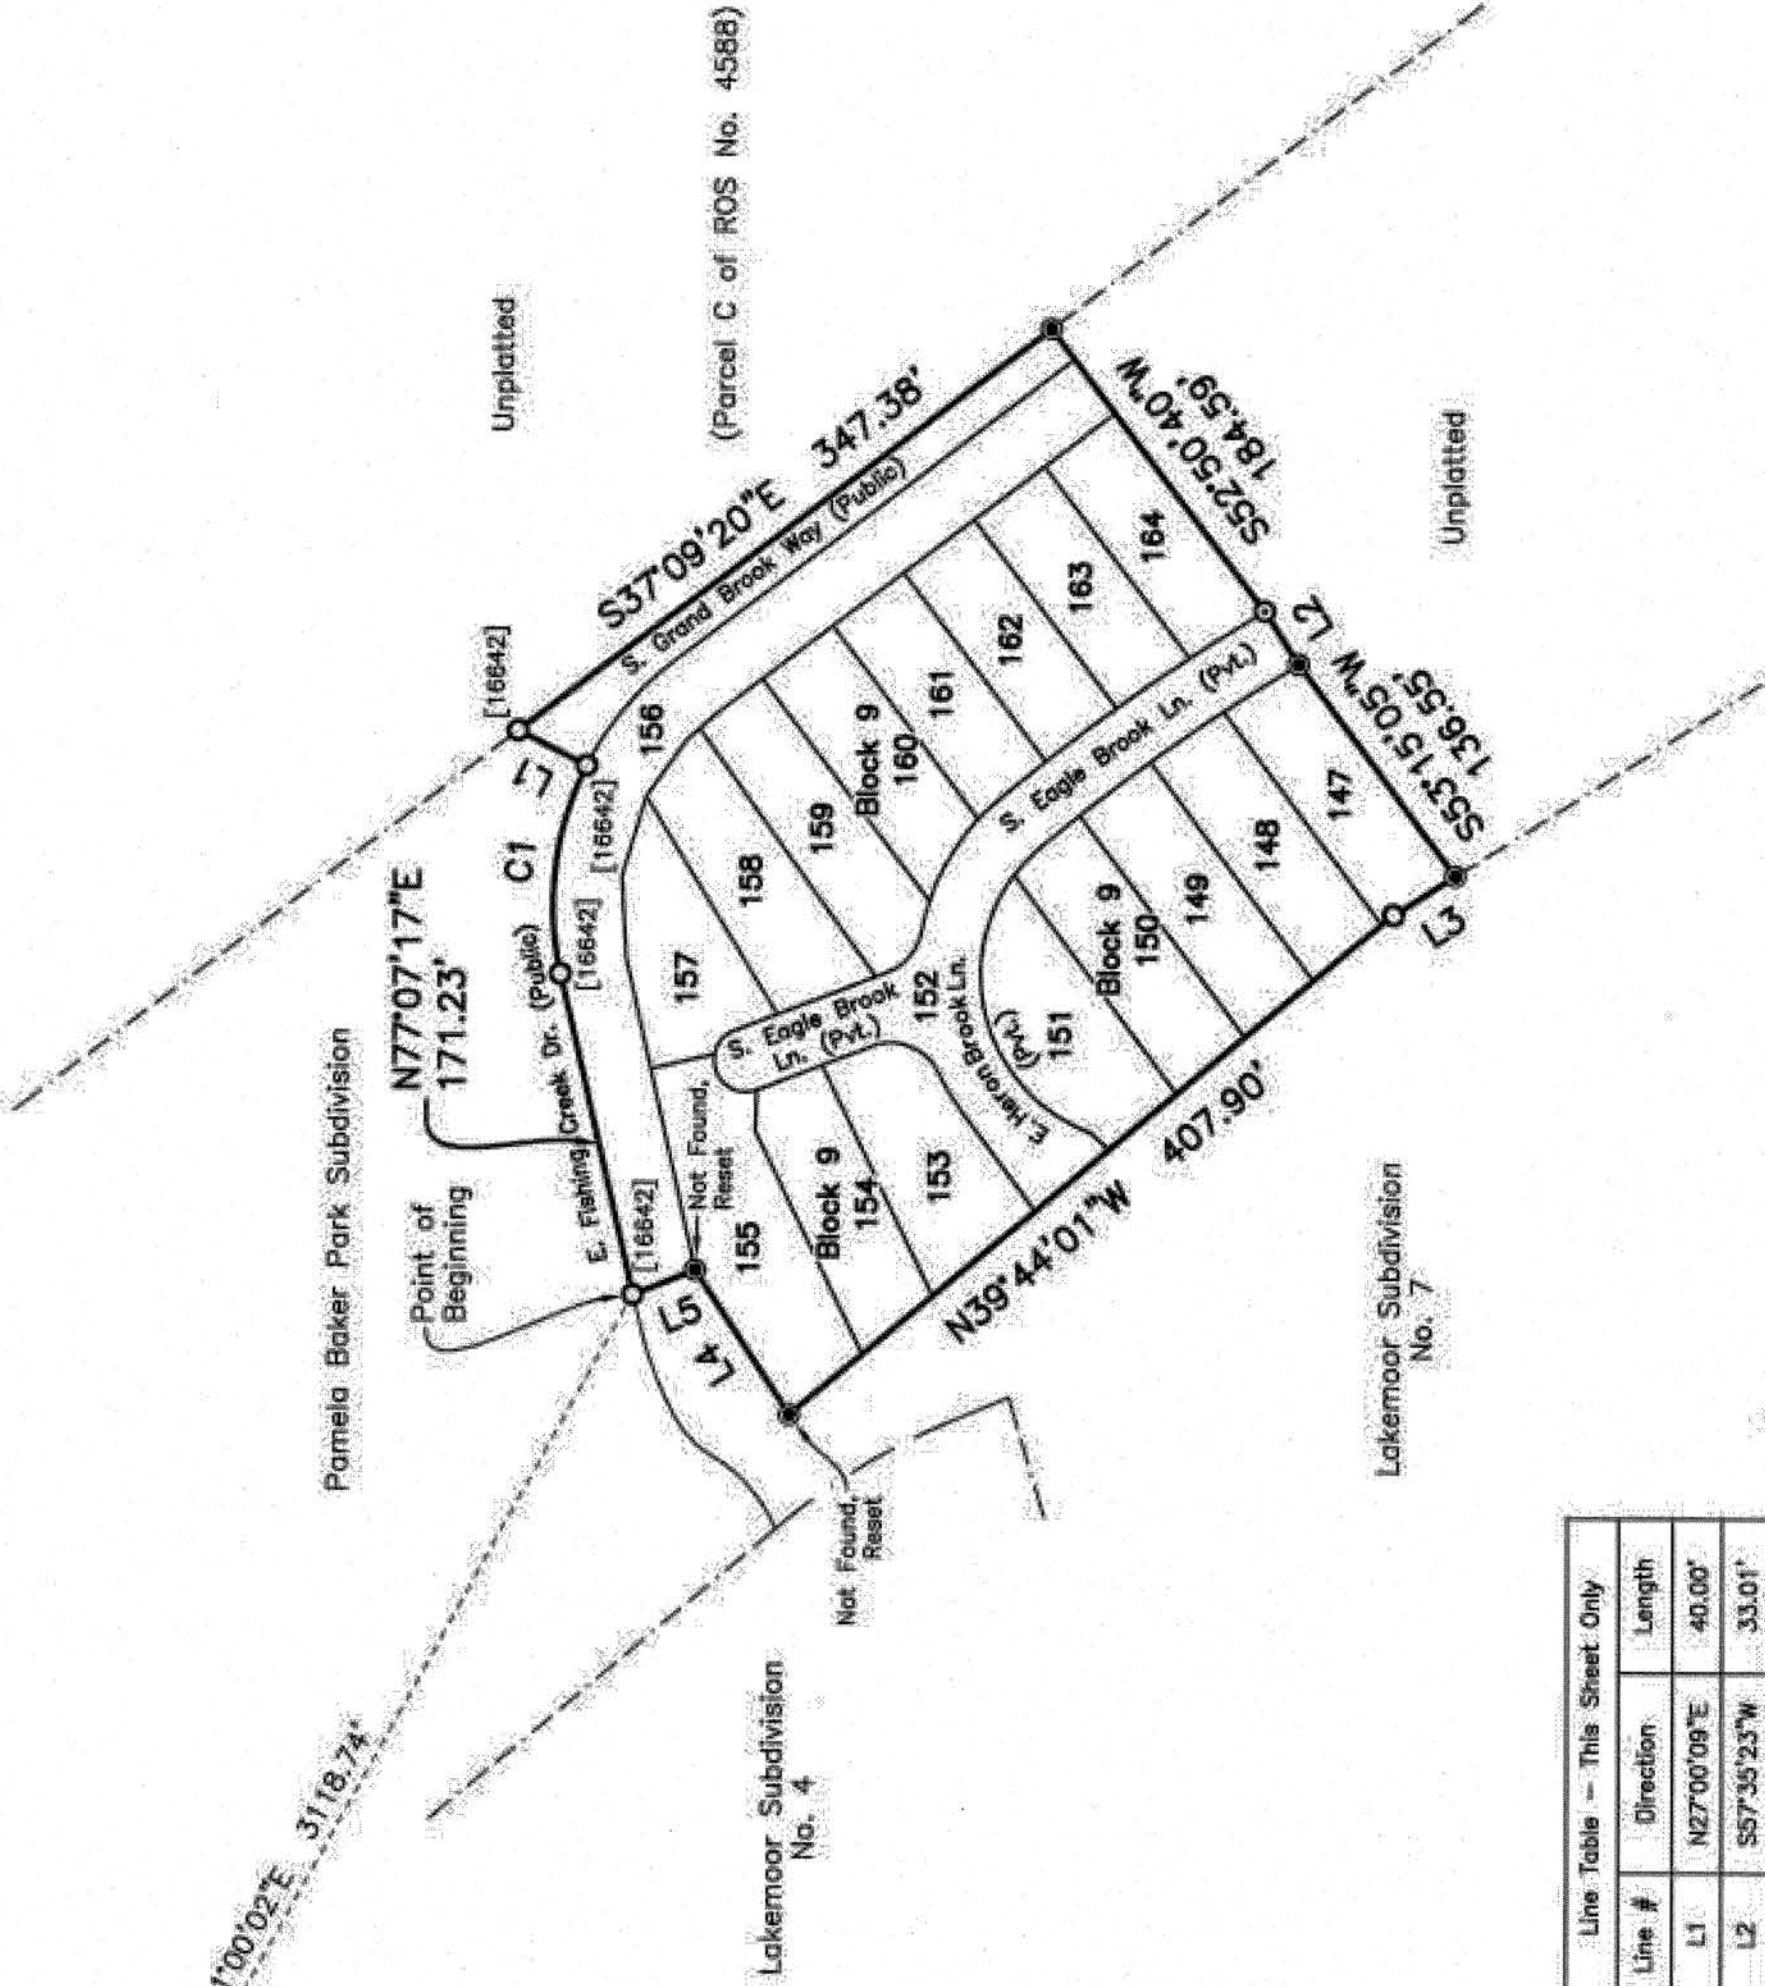 Pamela Baker Park Subdivision
Unplatted
(Parcel C of ROS No. 4588)
N77°07'17"E
171.23'
Point of
Beginning
3118.74'
[16642]
L1
C1
[16642]
[16642]
[16642]
E. Fishing Creek Dr. (Public)
S37°09'20"E 347.38'
S. Grand Brook Way (Public)
L5
L4
Not Found,
Reset
Not Found,
Reset
155
Block 9
154
153
157
156
158
159
Block 9
160
161
162
163
164
S. Eagle Brook
Ln. (Pvt.)
152
E. Heron Brook Ln.
(Pvt.)
151
Block 9
150
149
148
147
S. Eagle Brook Ln. (Pvt.)
S52°50'40"W
184.59'
L2
S53°15'05"W
136.55'
L3
N39°44'01"W 407.90'
Unplatted
Lakemoor Subdivision
No. 4
Lakemoor Subdivision
No. 7
Line Table - This Sheet Only
Line # Direction Length
L1 N27°00'09"E 40.00'
L2 S57°35'23"W 33.01'